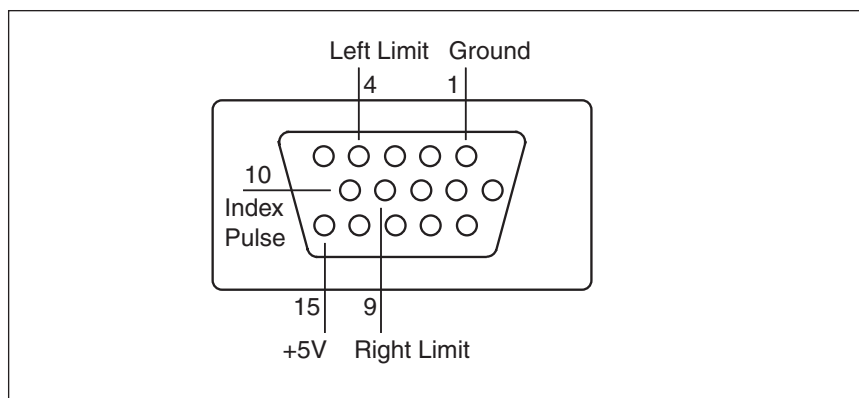 Left Limit Ground
4 1
10
Index
Pulse
15 9
+5V Right Limit